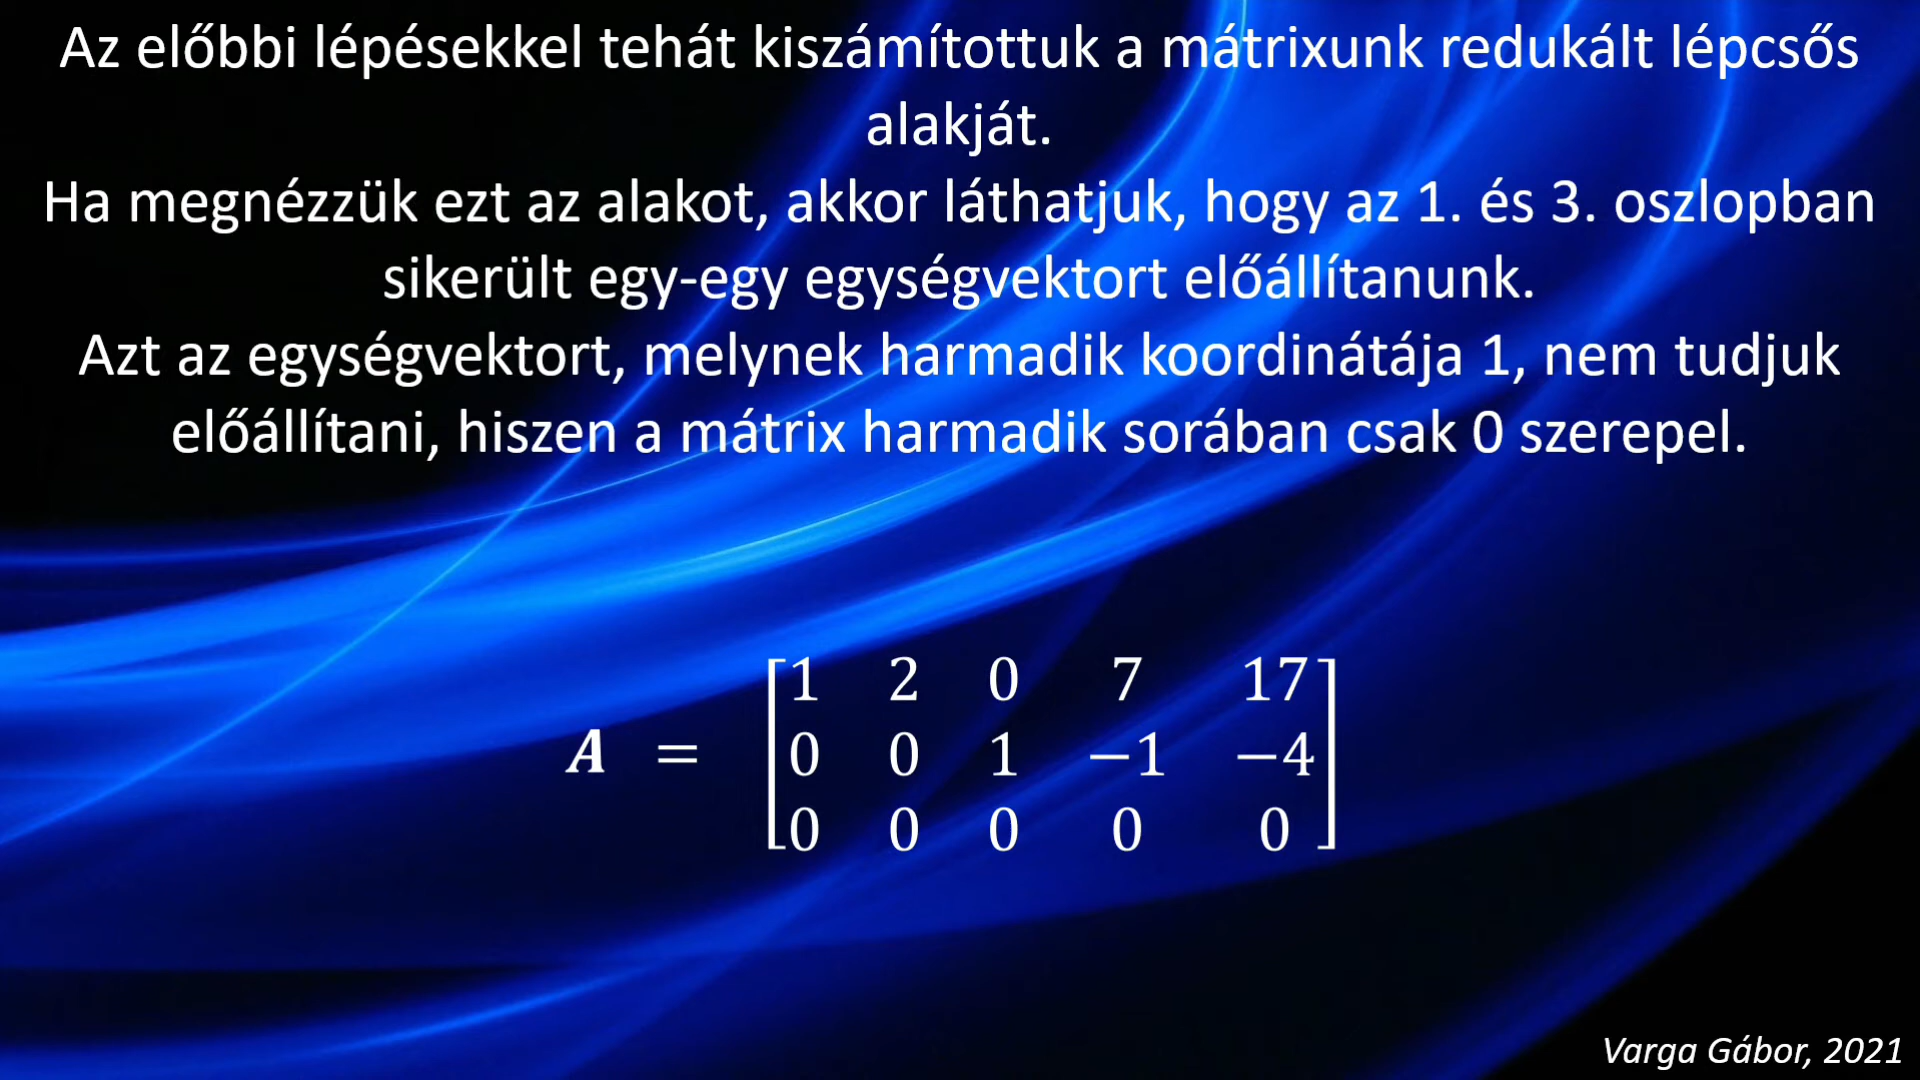 Az előbbi lépésekkel tehát kiszámítottuk a mátrixunk redukált lépcsős
alakját.
Ha megnézzük ezt az alakot, akkor láthatjuk, hogy az 1. és 3. oszlopban
sikerült egy-egy egységvektort előállítanunk.
Azt az egységvektort, melynek harmadik koordinátája 1, nem tudjuk
előállítani, hiszen a mátrix harmadik sorában csak 0 szerepel.
1 2 0 7 17
A = 0 0 1 −1 −4
0 0 0 0 0
Varga Gábor, 2021